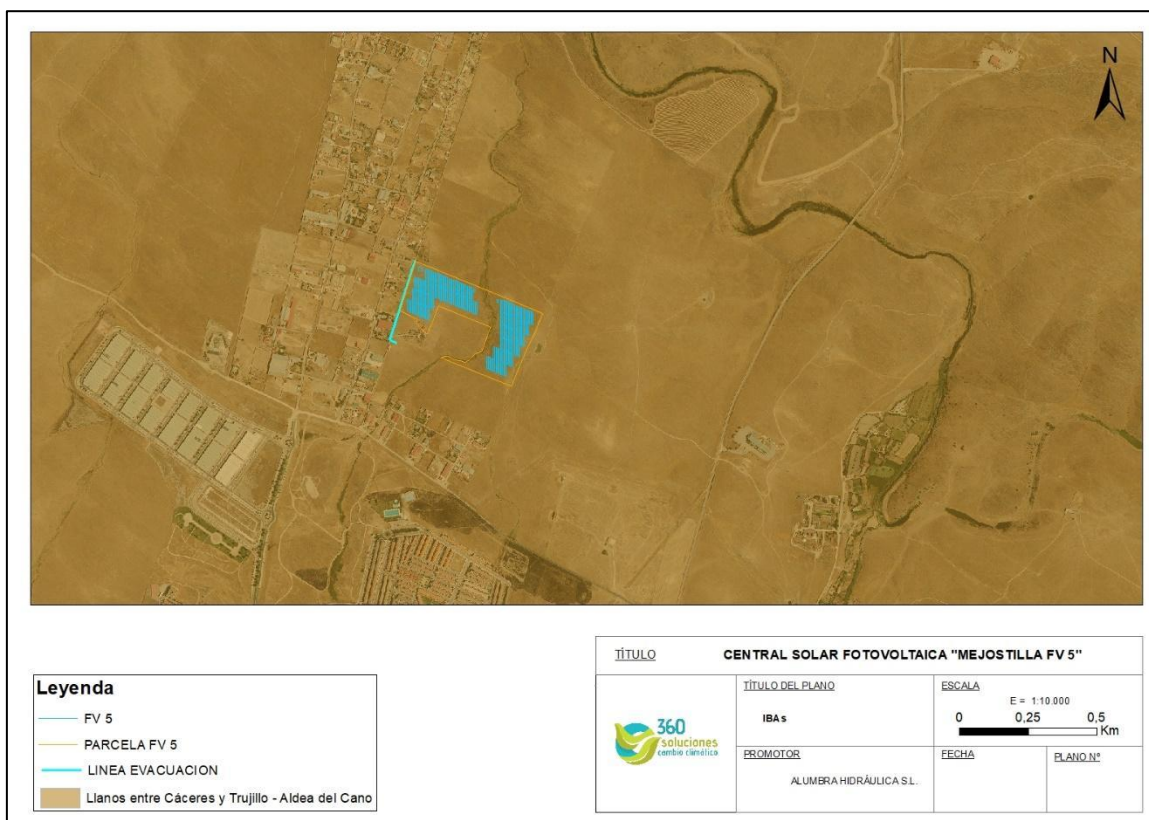 N
Leyenda
FV 5
PARCELA FV 5
LINEA EVACUACION
Llanos entre Cáceres y Trujillo - Aldea del Cano
TÍTULO
CENTRAL SOLAR FOTOVOLTAICA "MEJOSTILLA FV 5"
360
soluciones
cambio climático
TÍTULO DEL PLANO
IBAs
ESCALA
E = 1:10.000
0 0,25 0,5
Km
PROMOTOR
ALUMBRA HIDRÁULICA S.L.
FECHA
PLANO Nº